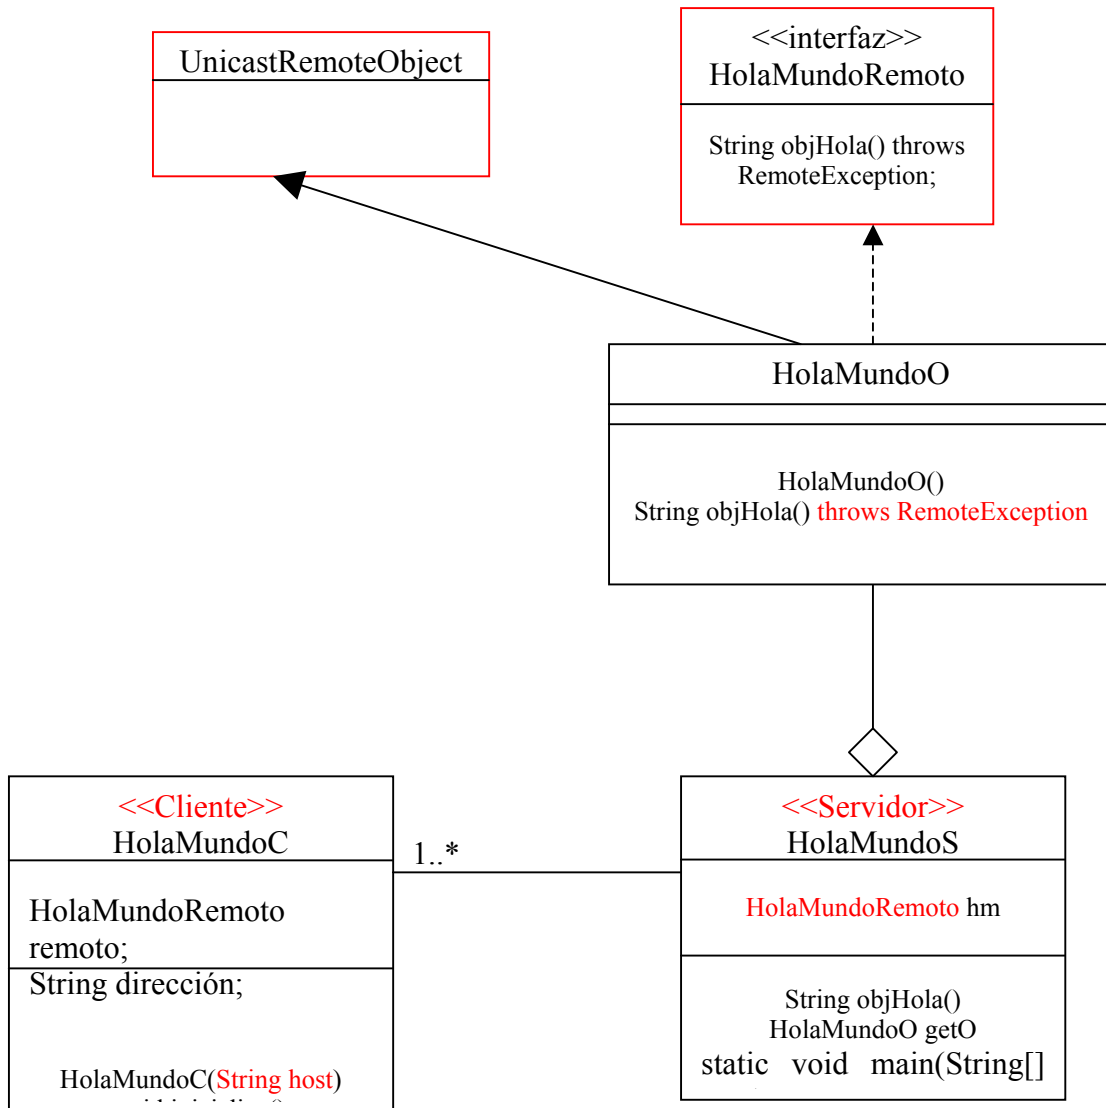 UnicastRemoteObject
<<interfaz>>
HolaMundoRemoto
String objHola() throws
RemoteException;
HolaMundoO
HolaMundoO()
String objHola() throws RemoteException
<<Cliente>>
HolaMundoC
HolaMundoRemoto
remoto;
String dirección;
HolaMundoC(String host)
1..*
<<Servidor>>
HolaMundoS
HolaMundoRemoto hm
String objHola()
HolaMundoO getO
static void main(String[]